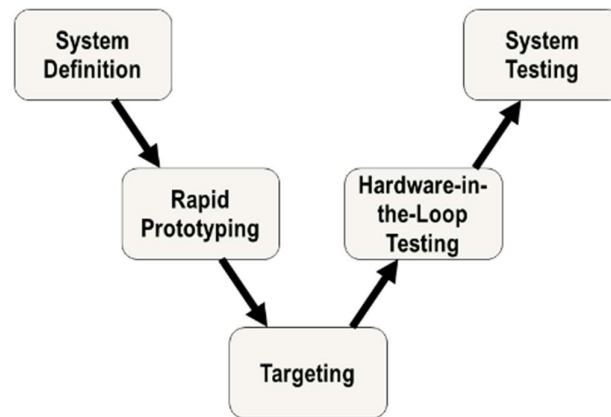 System
Definition
System
Testing
Rapid
Prototyping
Hardware-in-
the-Loop
Testing
Targeting